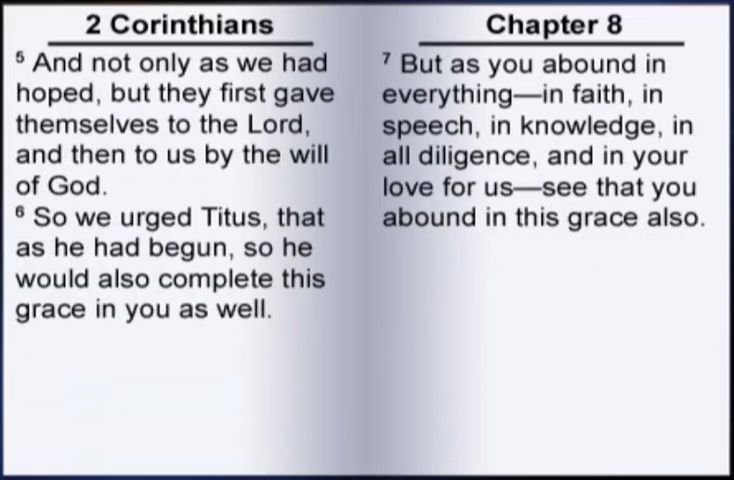 2 Corinthians
⁵ And not only as we had
hoped, but they first gave
themselves to the Lord,
and then to us by the will
of God.
⁶ So we urged Titus, that
as he had begun, so he
would also complete this
grace in you as well.
Chapter 8
⁷ But as you abound in
everything—in faith, in
speech, in knowledge, in
all diligence, and in your
love for us—see that you
abound in this grace also.